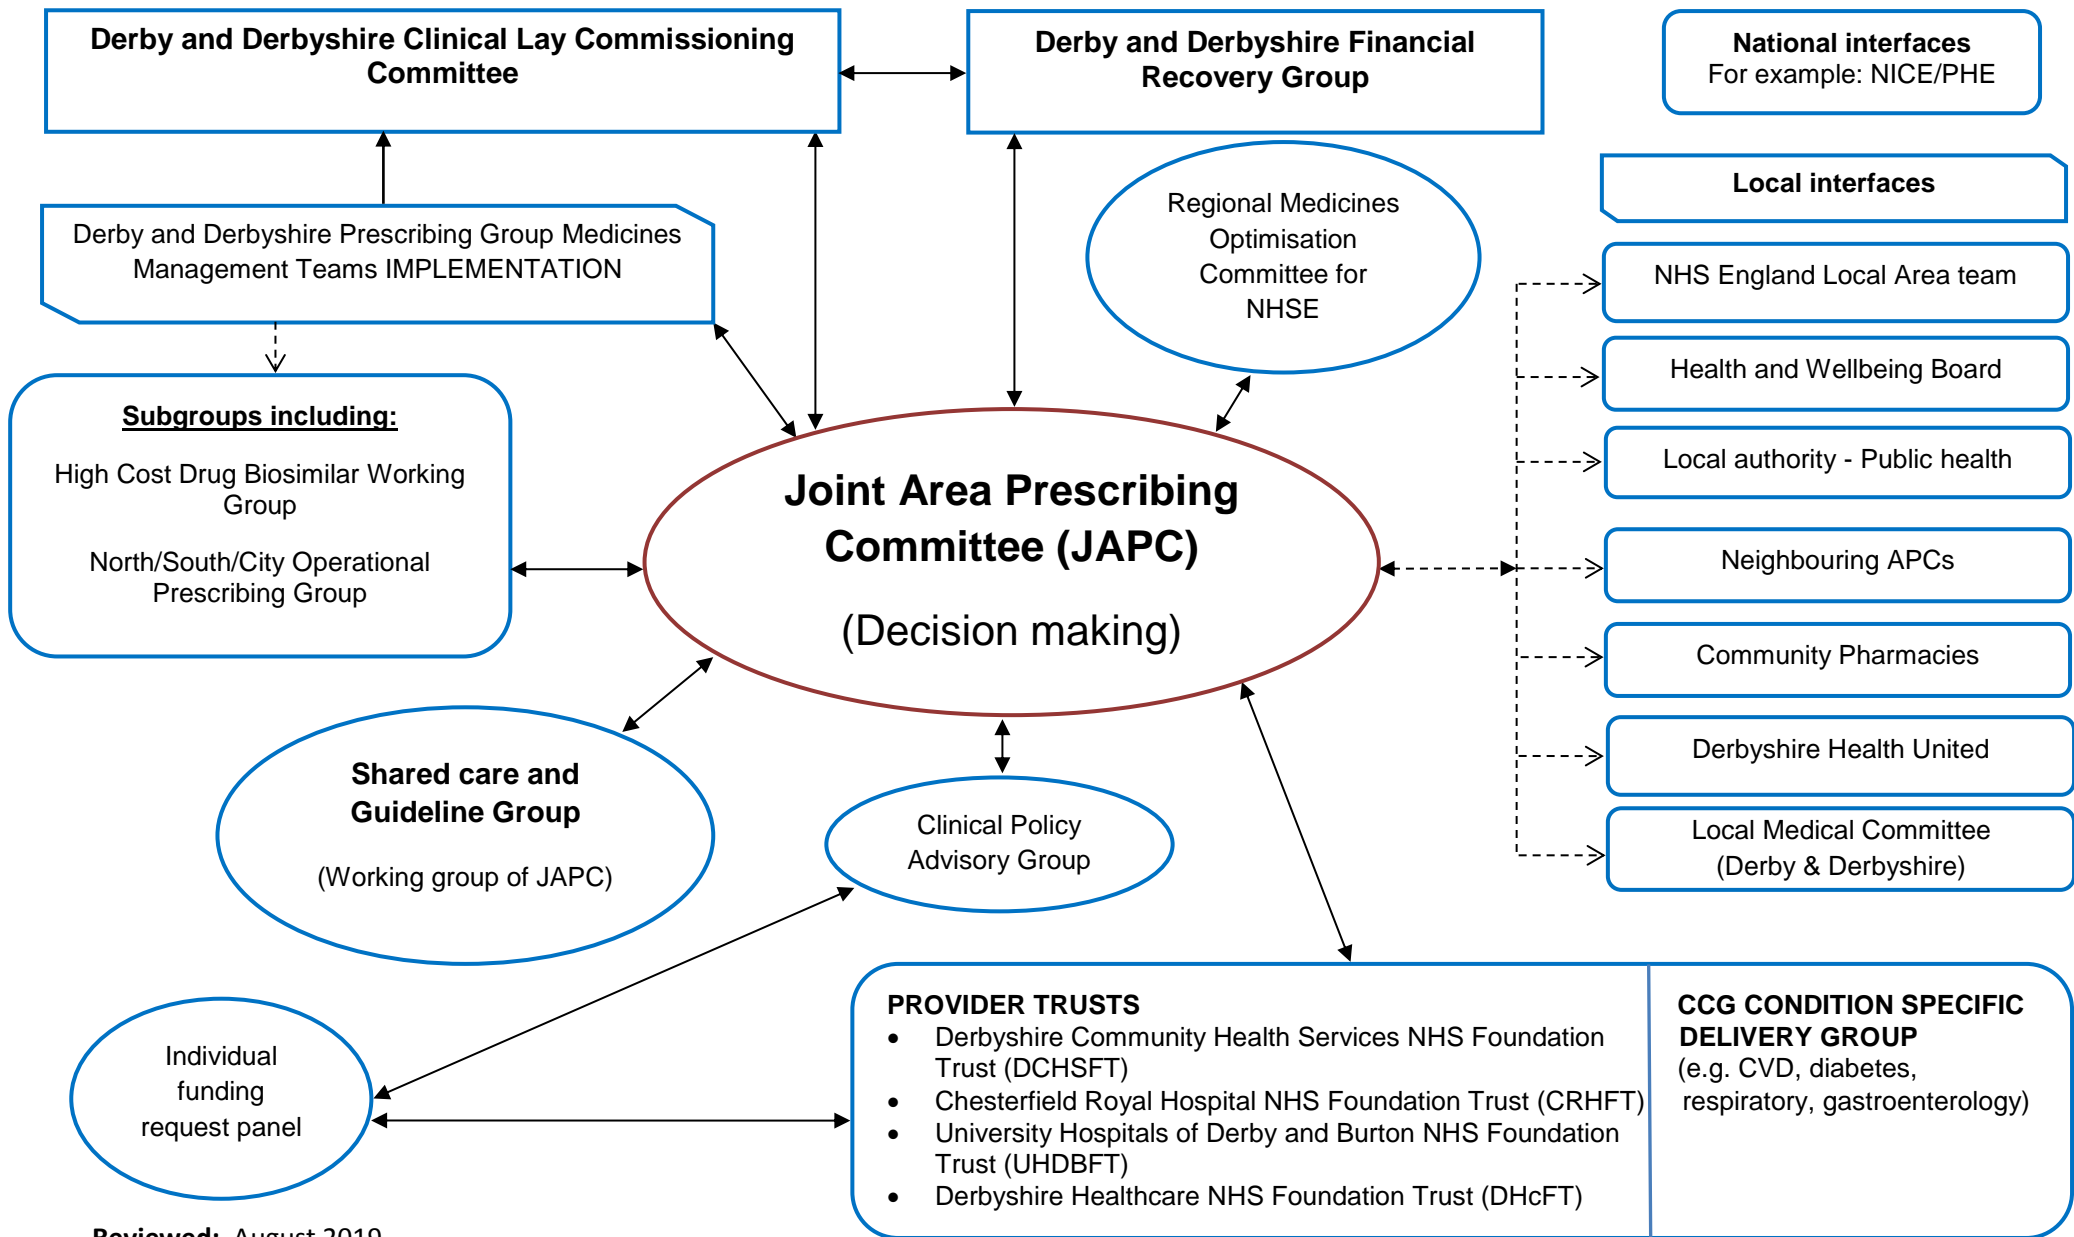 Derby and Derbyshire Clinical Lay Commissioning
Committee
Derby and Derbyshire Financial
Recovery Group
National interfaces
For example: NICE/PHE
Local interfaces
Derby and Derbyshire Prescribing Group Medicines
Management Teams IMPLEMENTATION
Regional Medicines
Optimisation
Committee for
NHSE
NHS England Local Area team
Health and Wellbeing Board
Local authority - Public health
Neighbouring APCs
Community Pharmacies
Derbyshire Health United
Local Medical Committee
(Derby & Derbyshire)
Subgroups including:
High Cost Drug Biosimilar Working
Group
North/South/City Operational
Prescribing Group
Joint Area Prescribing
Committee (JAPC)
(Decision making)
Shared care and
Guideline Group
(Working group of JAPC)
Clinical Policy
Advisory Group
Individual
funding
request panel
PROVIDER TRUSTS
• Derbyshire Community Health Services NHS Foundation
Trust (DCHSFT)
• Chesterfield Royal Hospital NHS Foundation Trust (CRHFT)
• University Hospitals of Derby and Burton NHS Foundation
Trust (UHDBFT)
• Derbyshire Healthcare NHS Foundation Trust (DHcFT)
CCG CONDITION SPECIFIC
DELIVERY GROUP
(e.g. CVD, diabetes,
respiratory, gastroenterology)
Reviewed: August 2019